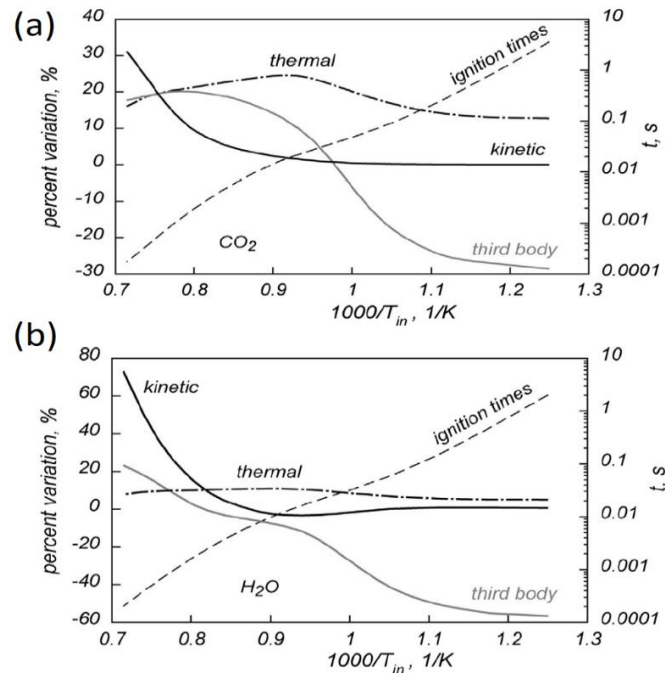 (a)
40
30
20
10
0
-10
-20
-30
percent variation, %
thermal
ignition times
kinetic
third body
CO2
10
1
0.1
0.01
0.001
0.0001
t, s
0.7 0.8 0.9 1 1.1 1.2 1.3
1000/Tin , 1/K
(b)
80
60
40
20
0
-20
-40
-60
percent variation, %
kinetic
ignition times
thermal
third body
H2O
10
1
0.1
0.01
0.001
0.0001
t, s
0.7 0.8 0.9 1 1.1 1.2 1.3
1000/Tin , 1/K